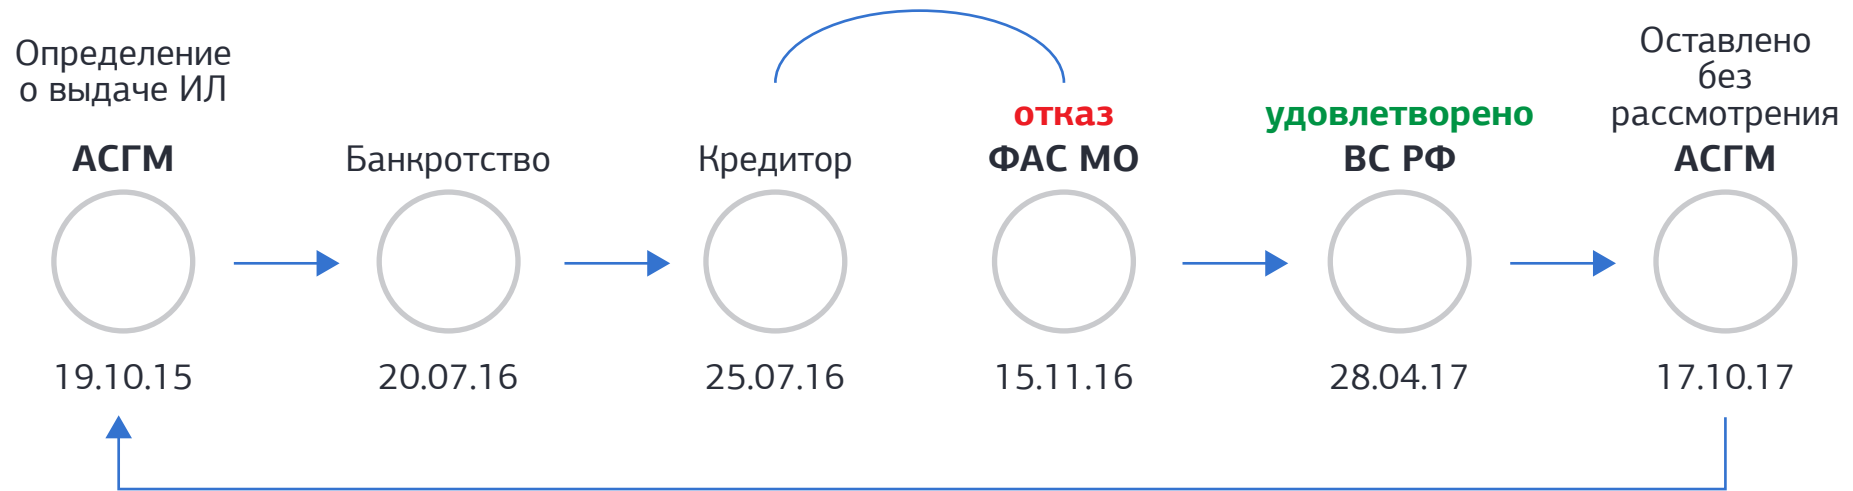 Определение
о выдаче ИЛ
АСГМ
19.10.15
Банкротство
20.07.16
Кредитор
25.07.16
отказ
ФАС МО
15.11.16
удовлетворено
ВС РФ
28.04.17
Оставлено
без
рассмотрения
АСГМ
17.10.17